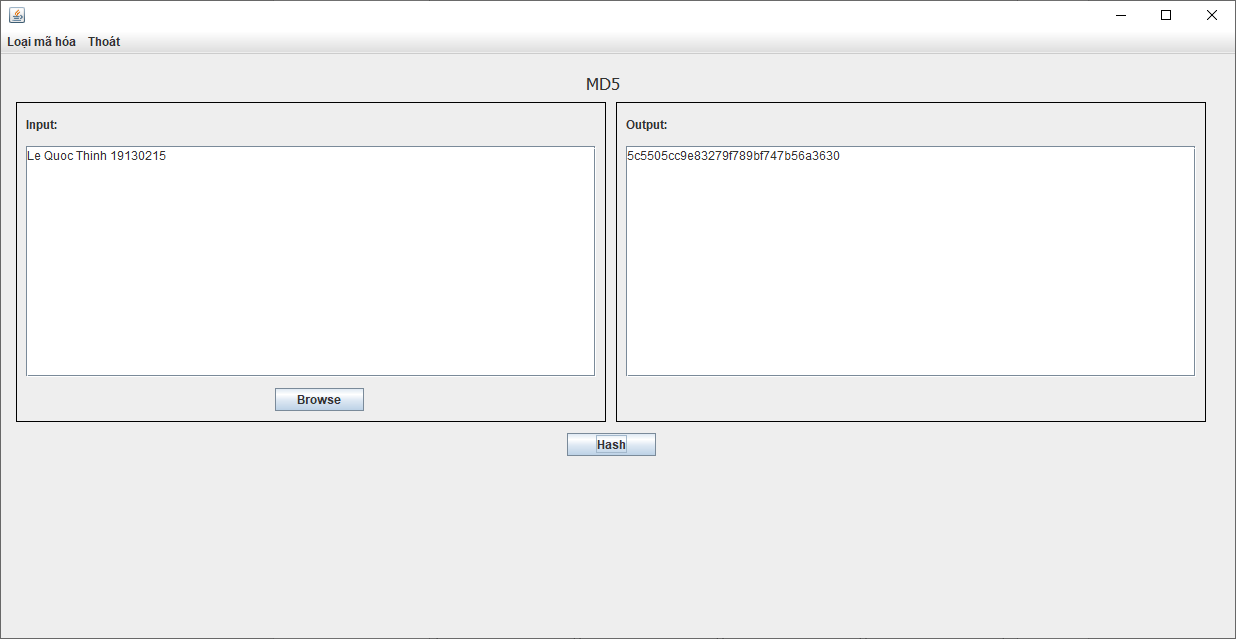 Loại mã hóa Thoát
MD5
Input:
Output:
Le Quoc Thinh 19130215
5c5505cc9e83279f789bf747b56a3630
Browse
Hash